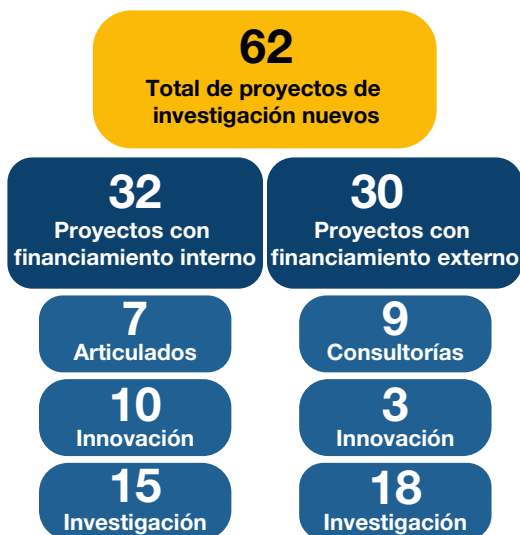 62
Total de proyectos de
investigación nuevos
32
Proyectos con
financiamiento interno
30
Proyectos con
financiamiento externo
7
Articulados
9
Consultorías
10
Innovación
3
Innovación
15
Investigación
18
Investigación